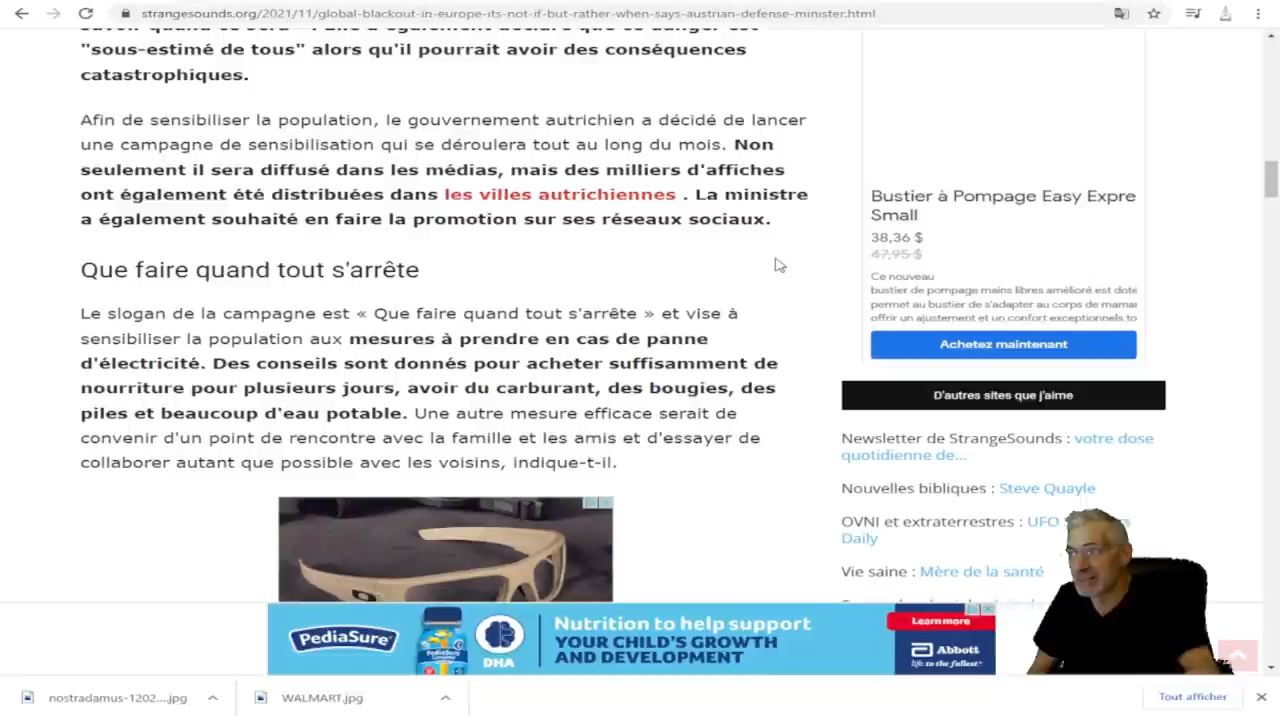 strangesounds.org/2021/11/global-blackout-in-europe-its-not-if-but-rather-when-says-austrian-defense-minister.html
"sous-estimé de tous" alors qu'il pourrait avoir des conséquences
catastrophiques.
Afin de sensibiliser la population, le gouvernement autrichien a décidé de lancer
une campagne de sensibilisation qui se déroulera tout au long du mois. Non
seulement il sera diffusé dans les médias, mais des milliers d'affiches
ont également été distribuées dans les villes autrichiennes . La ministre
a également souhaité en faire la promotion sur ses réseaux sociaux.
Que faire quand tout s'arrête
Le slogan de la campagne est « Que faire quand tout s'arrête » et vise à
sensibiliser la population aux mesures à prendre en cas de panne
d'électricité. Des conseils sont donnés pour acheter suffisamment de
nourriture pour plusieurs jours, avoir du carburant, des bougies, des
piles et beaucoup d'eau potable. Une autre mesure efficace serait de
convenir d'un point de rencontre avec la famille et les amis et d'essayer de
collaborer autant que possible avec les voisins, indique-t-il.
Bustier à Pompage Easy Expre
Small
38,36 $
47,95 $
Ce nouveau
bustier de pompage mains libres amélioré est doté
permet au bustier de s'adapter au corps de mamar
offrir un ajustement et un confort exceptionnels to
Achetez maintenant
D'autres sites que j'aime
Newsletter de StrangeSounds : votre dose
quotidienne de...
Nouvelles bibliques : Steve Quayle
OVNI et extraterrestres : UFO
Daily
Vie saine : Mère de la santé
PediaSure
DHA
Nutrition to help support
YOUR CHILD'S GROWTH
AND DEVELOPMENT
Learn more
Abbott
life to the fullest
nostradamus-1202....jpg
WALMART.jpg
Tout afficher